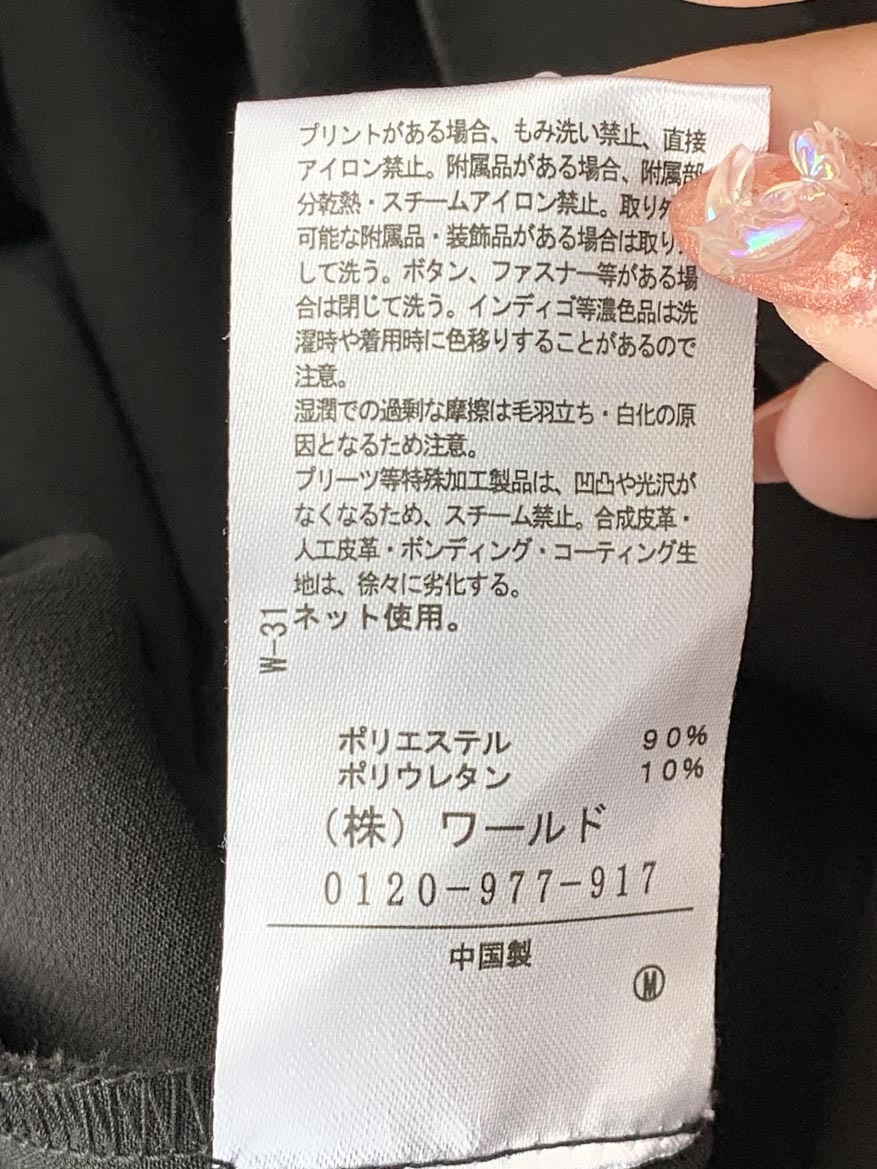 プリントがある場合、もみ洗い禁止、直接
アイロン禁止。附属品がある場合、附属部
分乾熱・スチームアイロン禁止。取り
可能な附属品・装飾品がある場合は取り
して洗う。ボタン、ファスナー等がある場
合は閉じて洗う。インディゴ等濃色品は洗
濯時や着用時に色移りすることがあるので
注意。
湿潤での過剰な摩擦は毛羽立ち・白化の原
因となるため注意。
プリーツ等特殊加工製品は、凹凸や光沢が
なくなるため、スチーム禁止。合成皮革・
人工皮革・ボンディング・コーティング生
地は、徐々に劣化する。
ネット使用。
W-31
ポリエステル 90%
ポリウレタン 10%
（株）ワールド
0120-977-917
中国製
Ⓜ